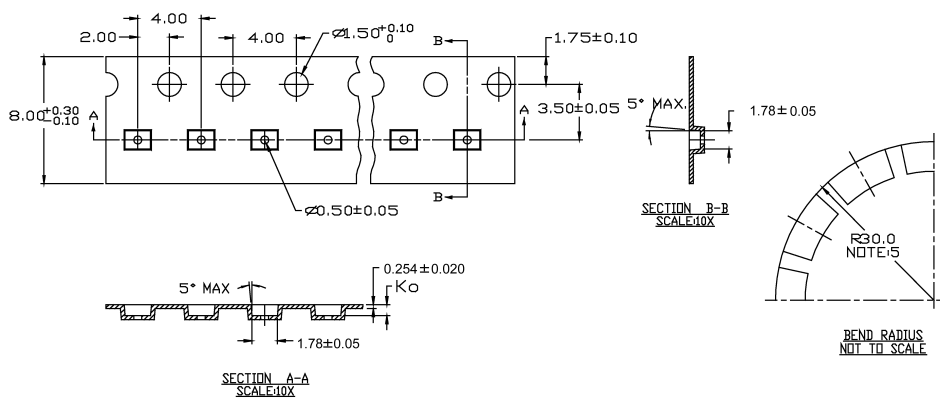 4.00
2.00
4.00
⌀1.50 +0.10 0
B
1.75±0.10
8.00 +0.30 -0.10
A
A
3.50±0.05
5° MAX.
1.78±0.05
B
⌀0.50±0.05
SECTION B-B
SCALE:10X
R30.0
NOTE:5
5° MAX
0.254±0.020
Ko
1.78±0.05
BEND RADIUS
NOT TO SCALE
SECTION A-A
SCALE:10X